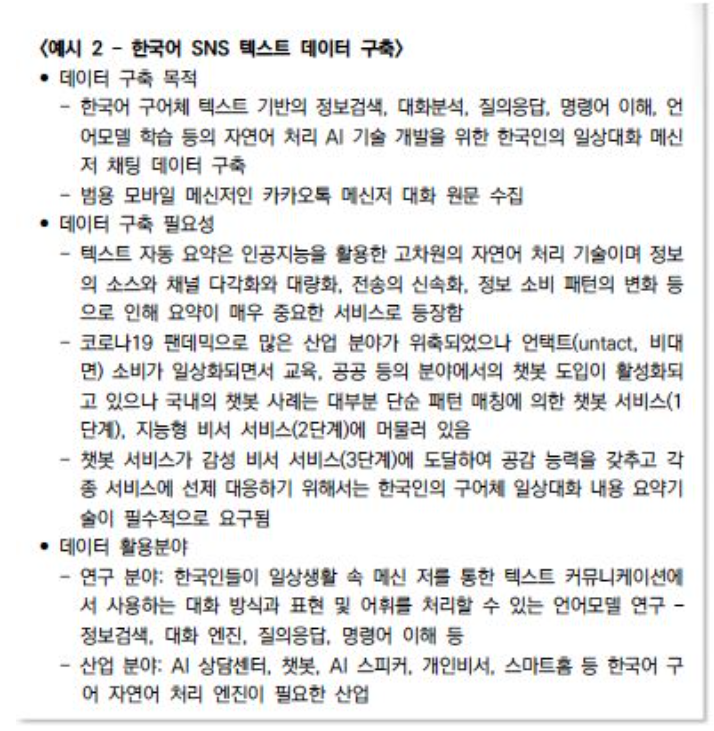 <예시 2 - 한국어 SNS 텍스트 데이터 구축>
• 데이터 구축 목적
- 한국어 구어체 텍스트 기반의 정보검색, 대화분석, 질의응답, 명령어 이해, 언
어모델 학습 등의 자연어 처리 AI 기술 개발을 위한 한국인의 일상대화 메신
저 채팅 데이터 구축
- 범용 모바일 메신저인 카카오톡 메신저 대화 원문 수집
• 데이터 구축 필요성
- 텍스트 자동 요약은 인공지능을 활용한 고차원의 자연어 처리 기술이며 정보
의 소스와 채널 다각화와 대량화, 전송의 신속화, 정보 소비 패턴의 변화 등
으로 인해 요약이 매우 중요한 서비스로 등장함
- 코로나19 팬데믹으로 많은 산업 분야가 위축되었으나 언택트(untact, 비대
면) 소비가 일상화되면서 교육, 공공 등의 분야에서의 챗봇 도입이 활성화되
고 있으나 국내의 챗봇 사례는 대부분 단순 패턴 매칭에 의한 챗봇 서비스(1
단계), 지능형 비서 서비스(2단계)에 머물러 있음
- 챗봇 서비스가 감성 비서 서비스(3단계)에 도달하여 공감 능력을 갖추고 각
종 서비스에 선제 대응하기 위해서는 한국인의 구어체 일상대화 내용 요약기
술이 필수적으로 요구됨
• 데이터 활용분야
- 연구 분야: 한국인들이 일상생활 속 메신 저를 통한 텍스트 커뮤니케이션에
서 사용하는 대화 방식과 표현 및 어휘를 처리할 수 있는 언어모델 연구 -
정보검색, 대화 엔진, 질의응답, 명령어 이해 등
- 산업 분야: AI 상담센터, 챗봇, AI 스피커, 개인비서, 스마트홈 등 한국어 구
어 자연어 처리 엔진이 필요한 산업